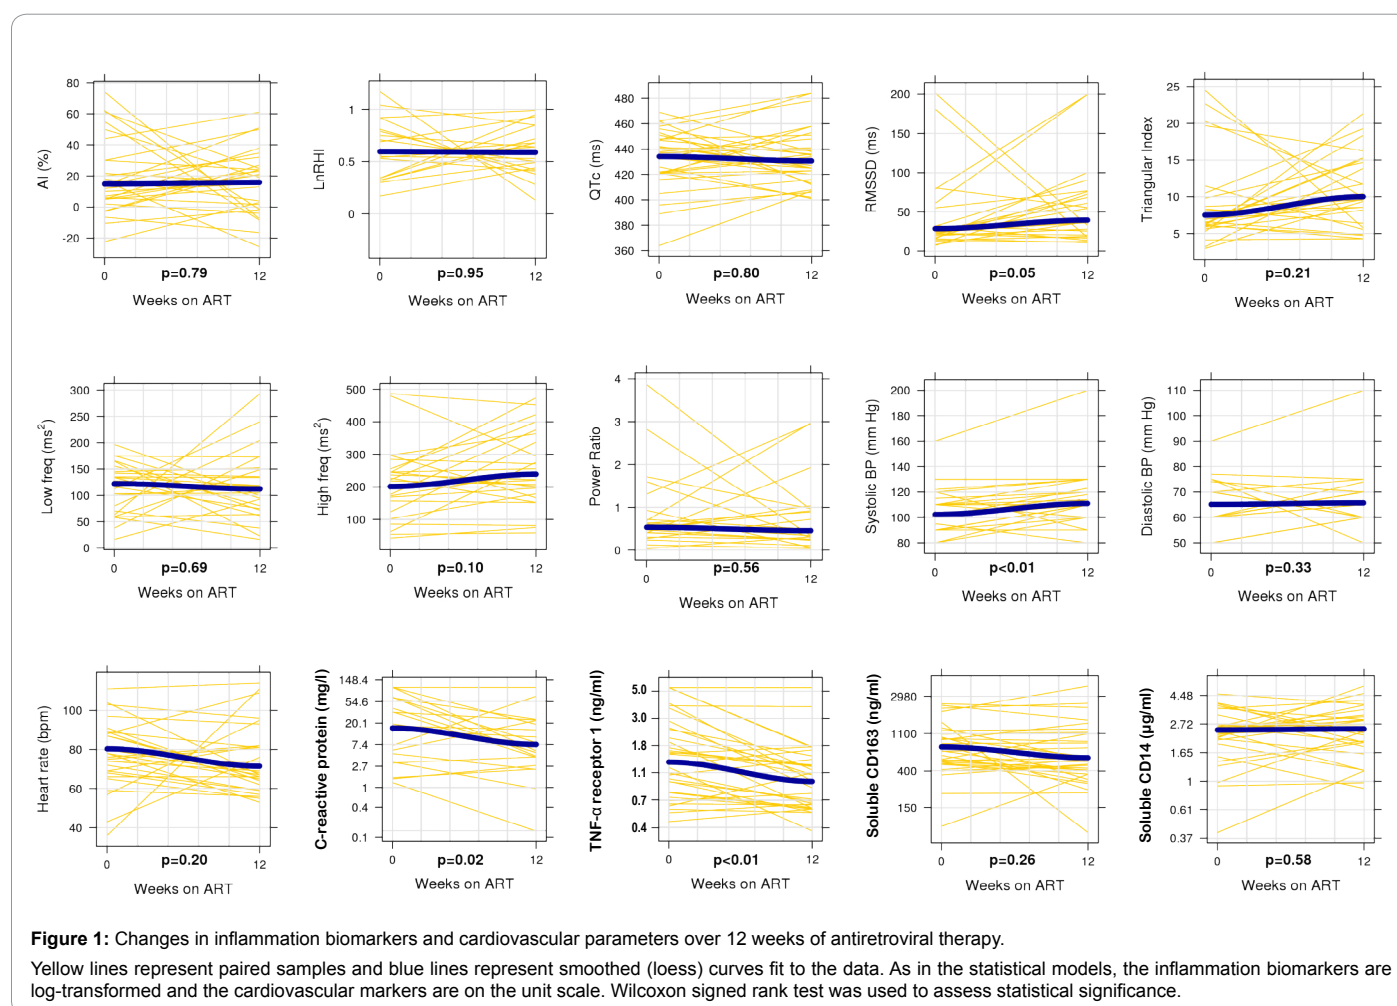 80
60
40
20
0
-20
AI (%)
0
12
p=0.79
Weeks on ART
1
0.5
0
LnRHI
0
12
p=0.95
Weeks on ART
480
460
440
420
400
380
360
QTc (ms)
0
12
p=0.80
Weeks on ART
200
150
100
50
0
RMSSD (ms)
0
12
p=0.05
Weeks on ART
25
20
15
10
5
Triangular Index
0
12
p=0.21
Weeks on ART
300
250
200
150
100
50
0
Low freq (ms²)
0
12
p=0.69
Weeks on ART
500
400
300
200
100
High freq (ms²)
0
12
p=0.10
Weeks on ART
4
3
2
1
0
Power Ratio
0
12
p=0.56
Weeks on ART
200
180
160
140
120
100
80
Systolic BP (mm Hg)
0
12
p<0.01
Weeks on ART
110
100
90
80
70
60
50
Diastolic BP (mm Hg)
0
12
p=0.33
Weeks on ART
100
80
60
40
Heart rate (bpm)
0
12
p=0.20
Weeks on ART
148.4
54.6
20.1
7.4
2.7
1
0.4
0.1
C-reactive protein (mg/l)
0
12
p=0.02
Weeks on ART
5.0
3.0
1.8
1.1
0.7
0.4
TNF-α receptor 1 (ng/ml)
0
12
p<0.01
Weeks on ART
2980
1100
400
150
Soluble CD163 (ng/ml)
0
12
p=0.26
Weeks on ART
4.48
2.72
1.65
1
0.61
0.37
Soluble CD14 (µg/ml)
0
12
p=0.58
Weeks on ART
Figure 1: Changes in inflammation biomarkers and cardiovascular parameters over 12 weeks of antiretroviral therapy.
Yellow lines represent paired samples and blue lines represent smoothed (loess) curves fit to the data. As in the statistical models, the inflammation biomarkers are
log-transformed and the cardiovascular markers are on the unit scale. Wilcoxon signed rank test was used to assess statistical significance.